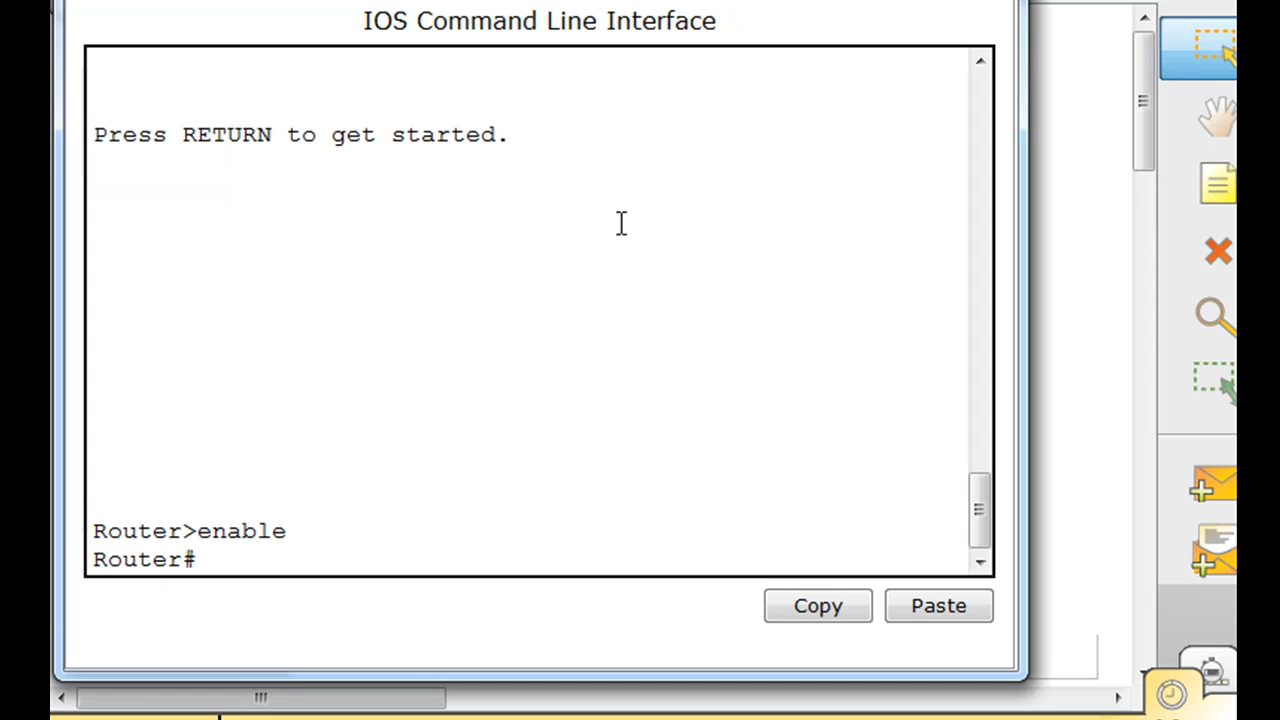 IOS Command Line Interface
Press RETURN to get started.
Router>enable
Router#
Copy
Paste